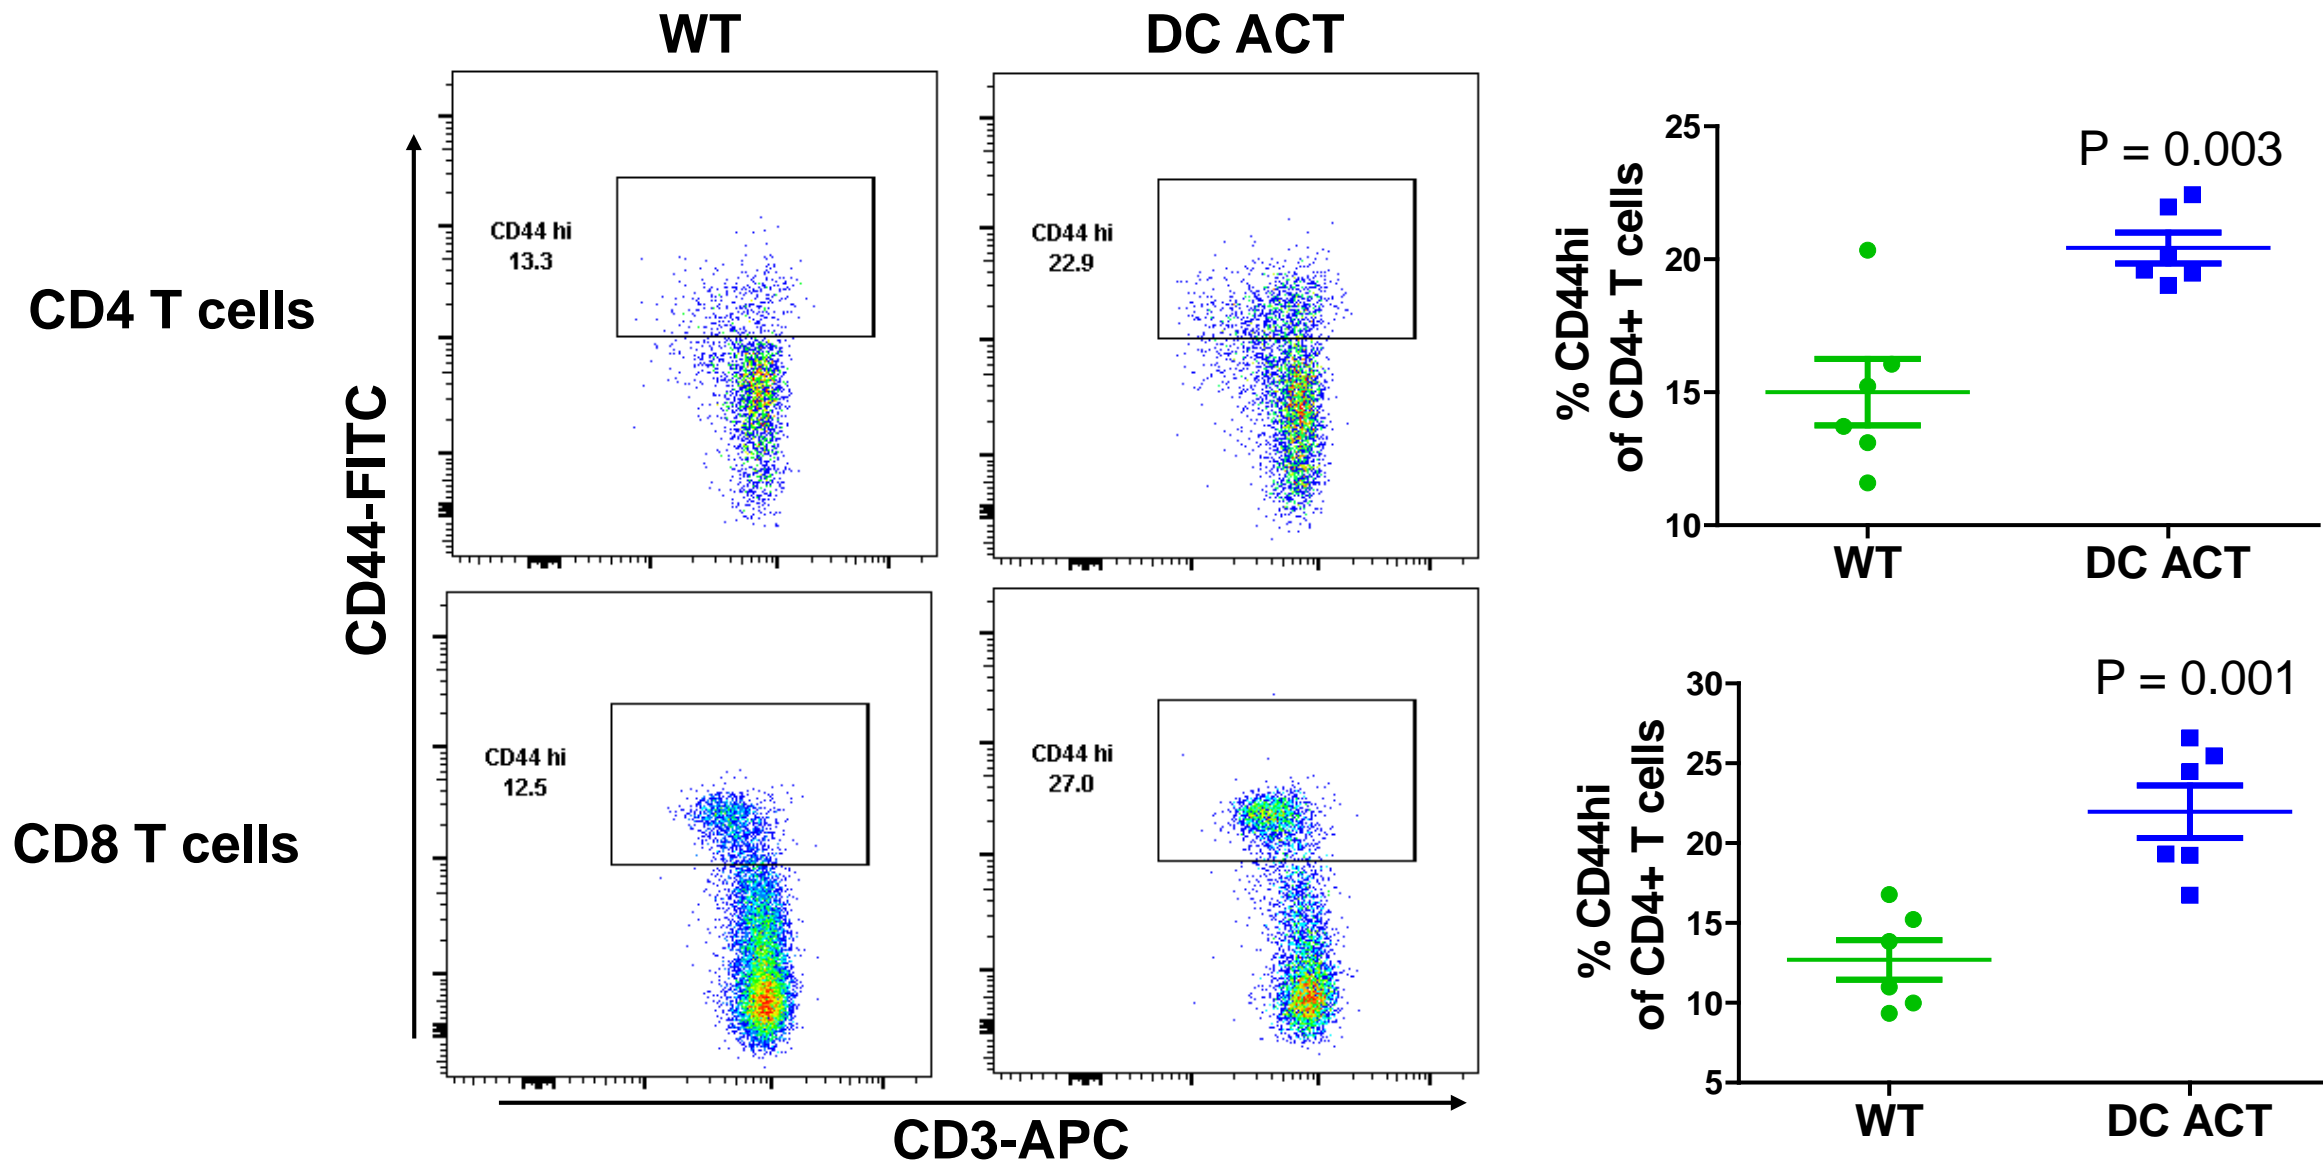 WT
DC ACT
CD4 T cells
CD44-FITC
CD44 hi
13.3
CD44 hi
22.9
% CD44hi
of CD4+ T cells
25
20
15
10
P = 0.003
WT
DC ACT
CD8 T cells
CD44 hi
12.5
CD44 hi
27.0
CD3-APC
% CD44hi
of CD4+ T cells
30
25
20
15
10
5
P = 0.001
WT
DC ACT